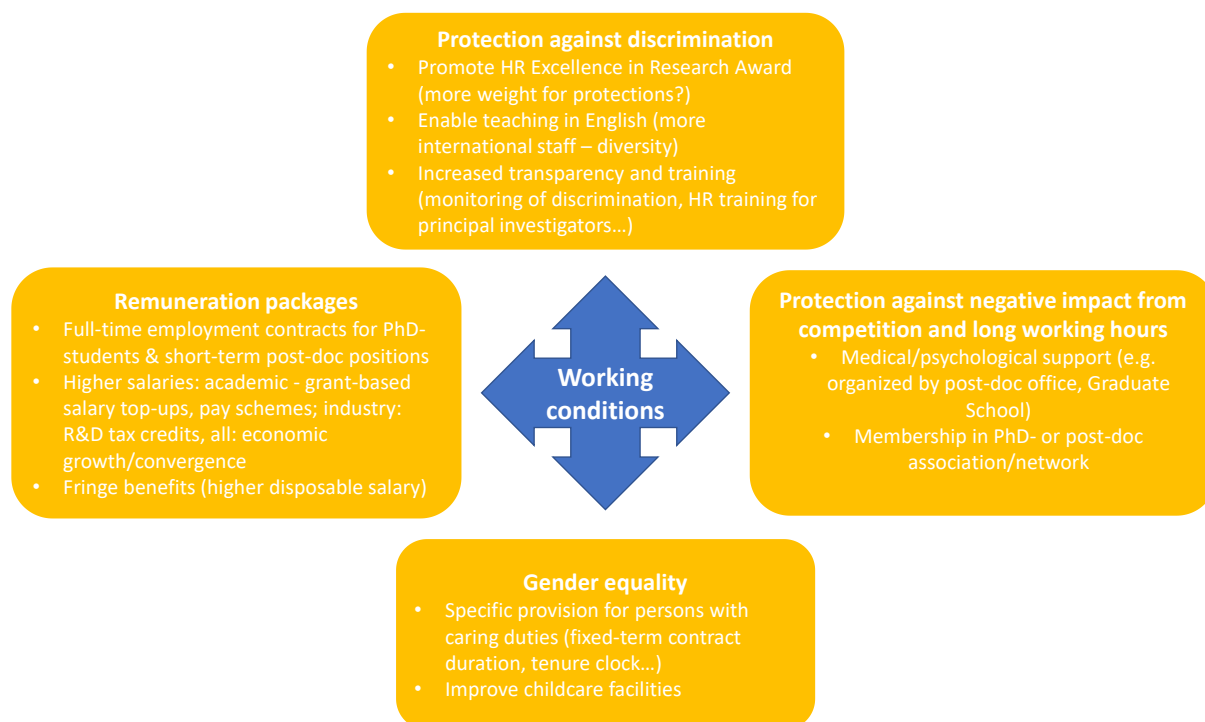 Protection against discrimination
• Promote HR Excellence in Research Award
(more weight for protections?)
• Enable teaching in English (more
international staff – diversity)
• Increased transparency and training
(monitoring of discrimination, HR training for
principal investigators…)
Remuneration packages
• Full-time employment contracts for PhD-
students & short-term post-doc positions
• Higher salaries: academic - grant-based
salary top-ups, pay schemes; industry:
R&D tax credits, all: economic
growth/convergence
• Fringe benefits (higher disposable salary)
Working
conditions
Protection against negative impact from
competition and long working hours
• Medical/psychological support (e.g.
organized by post-doc office, Graduate
School)
• Membership in PhD- or post-doc
association/network
Gender equality
• Specific provision for persons with
caring duties (fixed-term contract
duration, tenure clock…)
• Improve childcare facilities